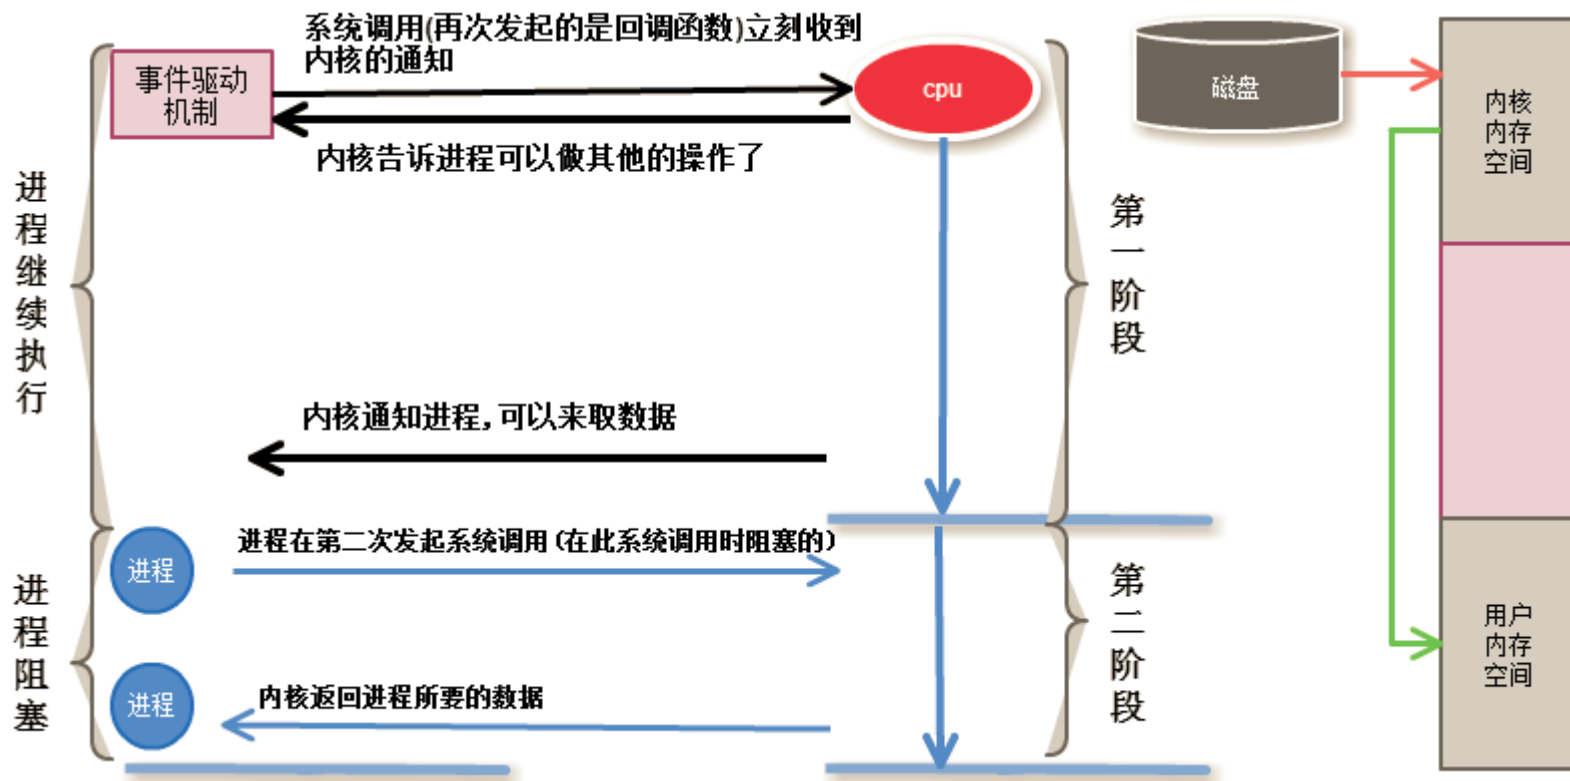 系统调用(再次发起的是回调函数)立刻收到
内核的通知
事件驱动
机制
cpu
磁盘
内核
内存
空间
内核告诉进程可以做其他的操作了
进程继续执行
第一阶段
内核通知进程,可以来取数据
进程在第二次发起系统调用(在此系统调用时阻塞的)
进程
进程阻塞
第二阶段
用户
内存
空间
内核返回进程所要的数据
进程